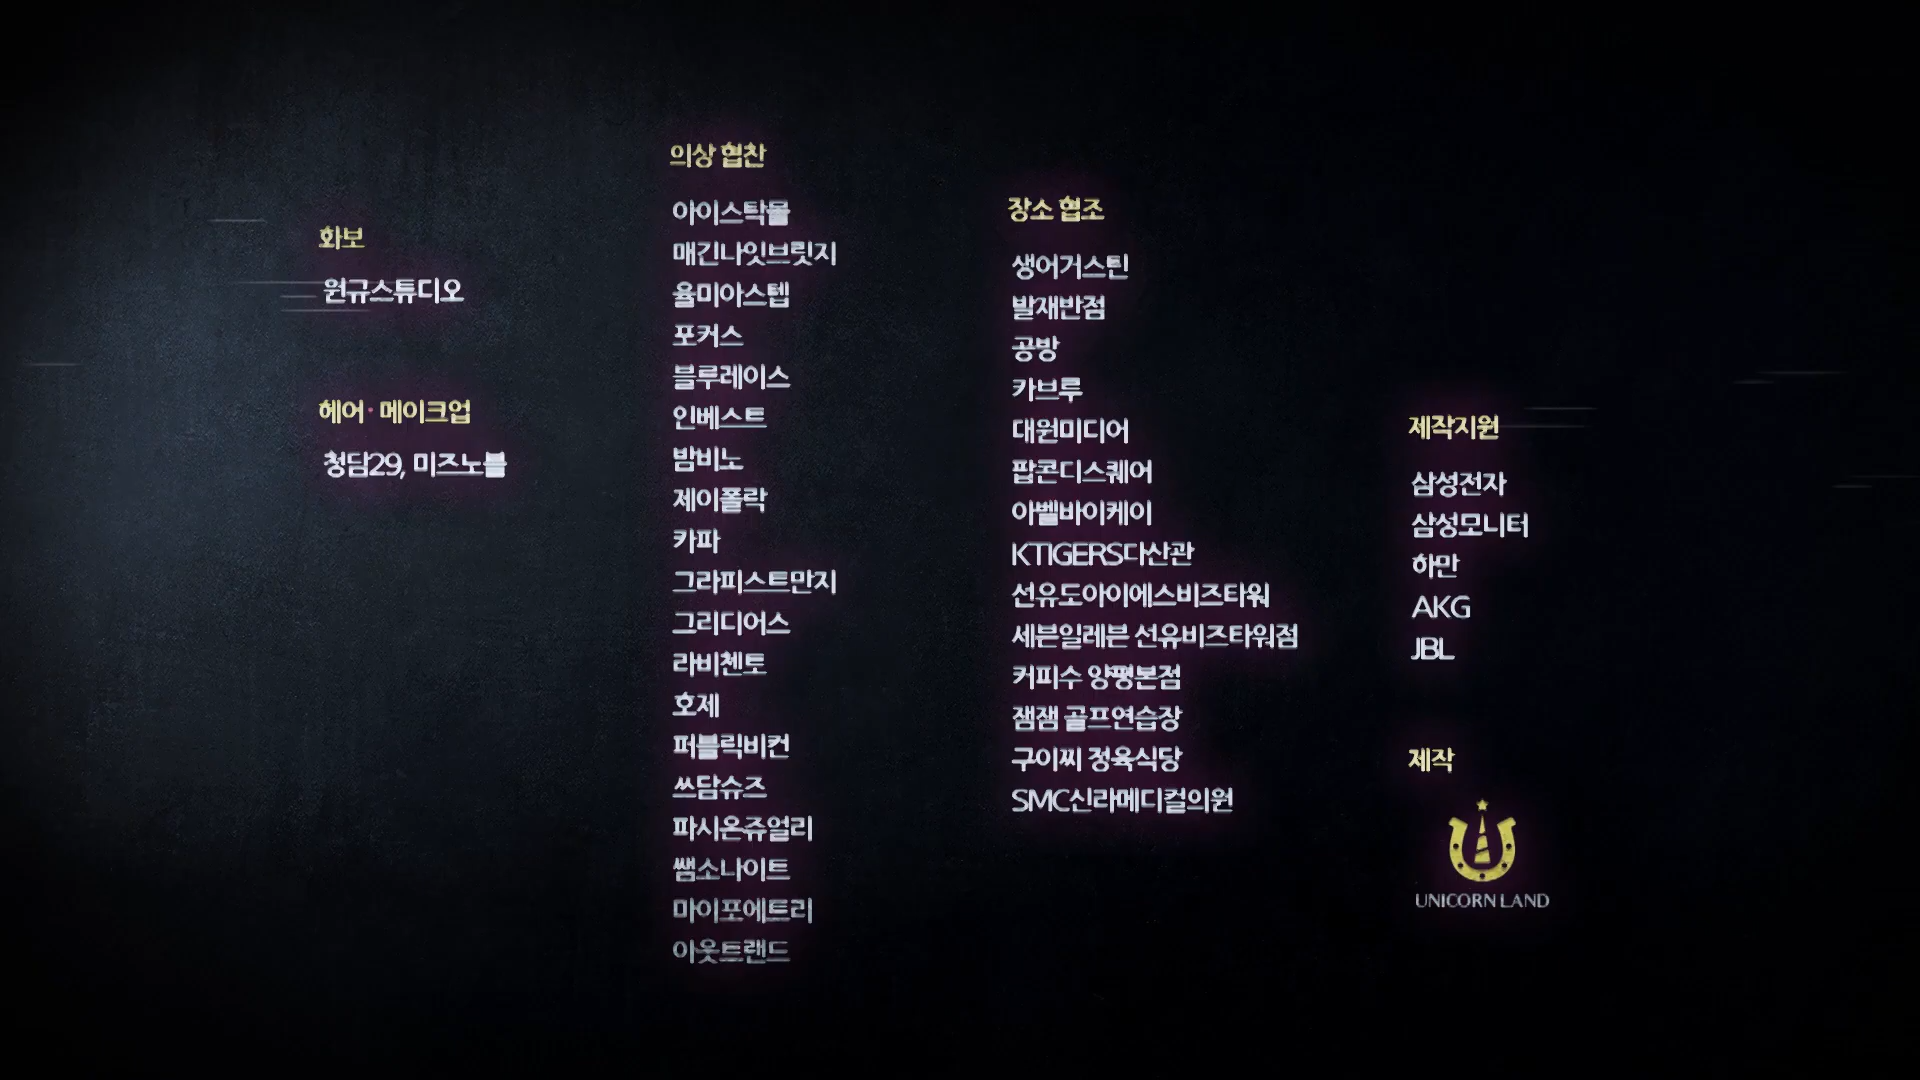 화보
원규스튜디오
헤어·메이크업
청담29, 미즈노블
의상 협찬
아이스탁몰
매긴나잇브릿지
율미아스텝
포커스
블루레이스
인베스트
밤비노
제이폴락
카파
그라피스트만지
그리디어스
라비첸토
호제
퍼블릭비컨
쓰담슈즈
파시온쥬얼리
쌤소나이트
마이포에트리
아웃트랜드
장소 협조
생어거스틴
발재반점
공방
카브루
대원미디어
팝콘디스퀘어
아벨바이케이
KTIGERS다산관
선유도아이에스비즈타워
세븐일레븐 선유비즈타워점
커피수 양평본점
잼잼 골프연습장
구이찌 정육식당
SMC신라메디컬의원
제작지원
삼성전자
삼성모니터
하만
AKG
JBL
제작
UNICORN LAND